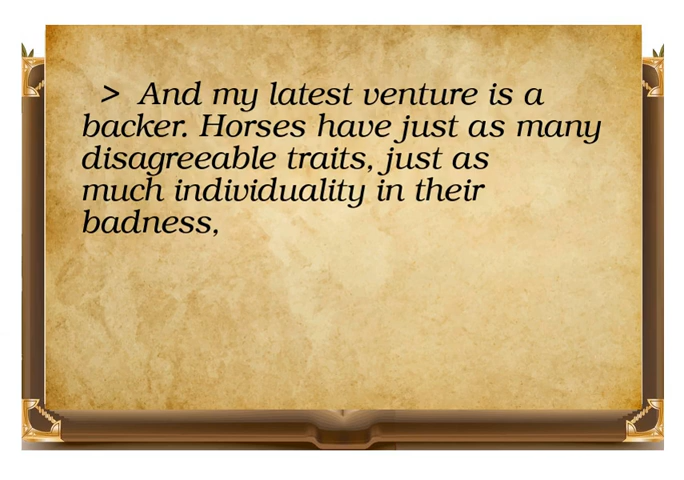 > And my latest venture is a
backer. Horses have just as many
disagreeable traits, just as
much individuality in their
badness,